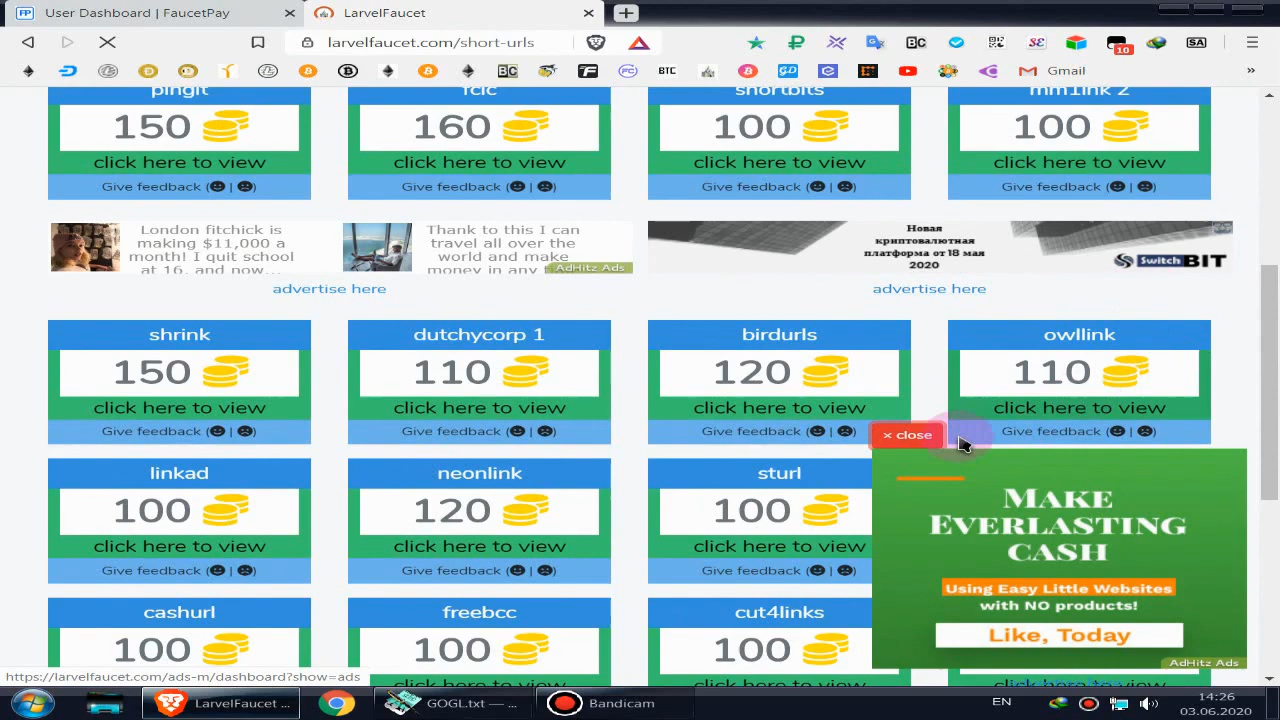 User Dashboard | FaucetPay
LarvelFaucet
larvelfaucet.com/short-urls
10
Gmail
pingit
fclc
shortbits
mm1link 2
150
160
100
100
click here to view
click here to view
click here to view
click here to view
Give feedback ( | )
Give feedback ( | )
Give feedback ( | )
Give feedback ( | )
London fitchick is
making $11,000 a
month! I quit school
at 16, and now...
Thank to this I can
travel all over the
world and make
money in any
AdHitz Ads
Новая
криптовалютная
платформа от 18 мая
2020
SwitchBIT
advertise here
advertise here
shrink
dutchycorp 1
birdurls
owllink
150
110
120
110
click here to view
click here to view
click here to view
click here to view
Give feedback ( | )
Give feedback ( | )
Give feedback ( | )
Give feedback ( | )
× close
linkad
neonlink
sturl
100
120
100
click here to view
click here to view
click here to view
Give feedback ( | )
Give feedback ( | )
Give feedback ( | )
MAKE
EVERLASTING
CASH
Using Easy Little Websites
with NO products!
Like, Today
AdHitz Ads
cashurl
freebcc
cut4links
100
100
100
https://larvelfaucet.com/ads-m/dashboard?show=ads
LarvelFaucet ...
GOGL.txt — ...
Bandicam
EN
14:26
03.06.2020